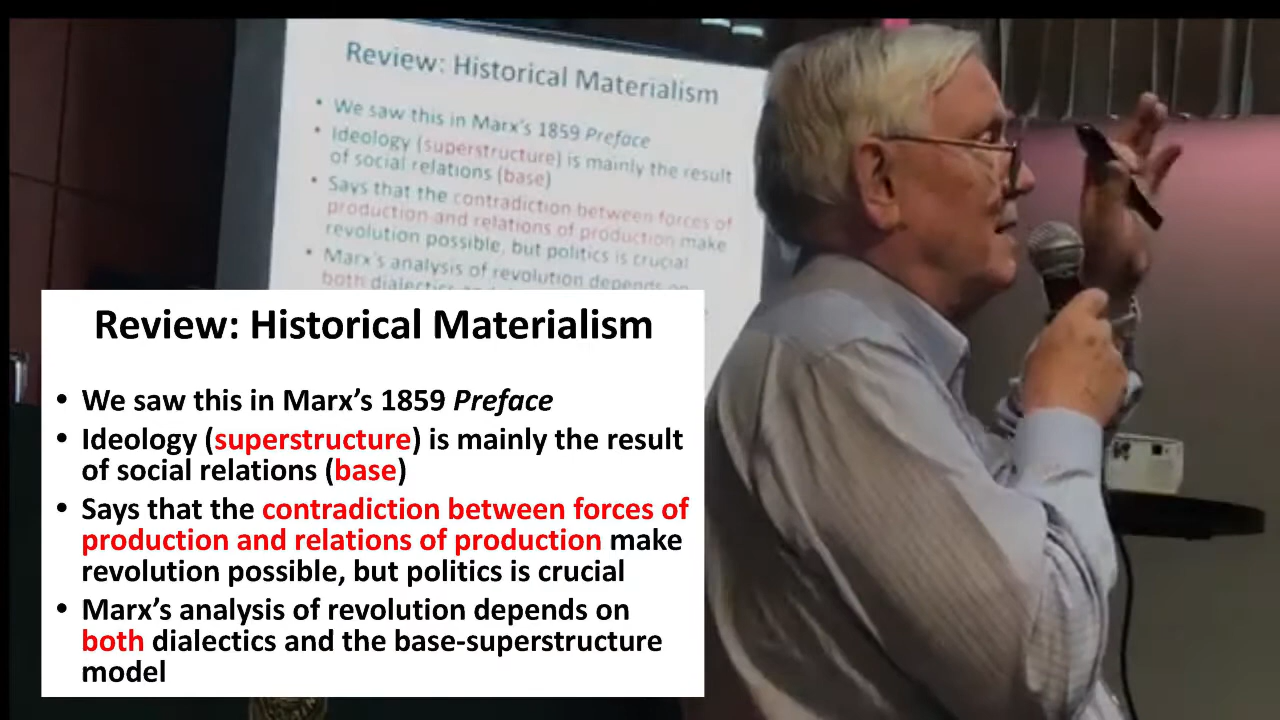 Review: Historical Materialism
• We saw this in Marx's 1859 Preface
• Ideology (superstructure) is mainly the result
of social relations (base)
• Says that the contradiction between forces of
production and relations of production make
revolution possible, but politics is crucial
• Marx's analysis of revolution depends on
both dialectics and
Review: Historical Materialism
• We saw this in Marx’s 1859 Preface
• Ideology (superstructure) is mainly the result
of social relations (base)
• Says that the contradiction between forces of
production and relations of production make
revolution possible, but politics is crucial
• Marx’s analysis of revolution depends on
both dialectics and the base-superstructure
model